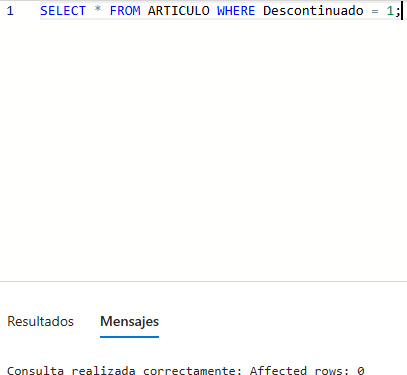 1 SELECT * FROM ARTICULO WHERE Descontinuado = 1;
Resultados Mensajes
Consulta realizada correctamente: Affected rows: 0